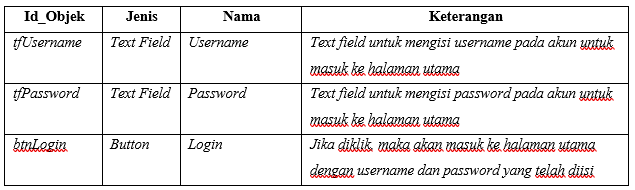 Id_Objek Jenis Nama Keterangan
tfUsername Text Field Username Text field untuk mengisi username pada akun untuk
masuk ke halaman utama
tfPassword Text Field Password Text field untuk mengisi password pada akun untuk
masuk ke halaman utama
btnLogin Button Login Jika diklik, maka akan masuk ke halaman utama
dengan username dan password yang telah diisi